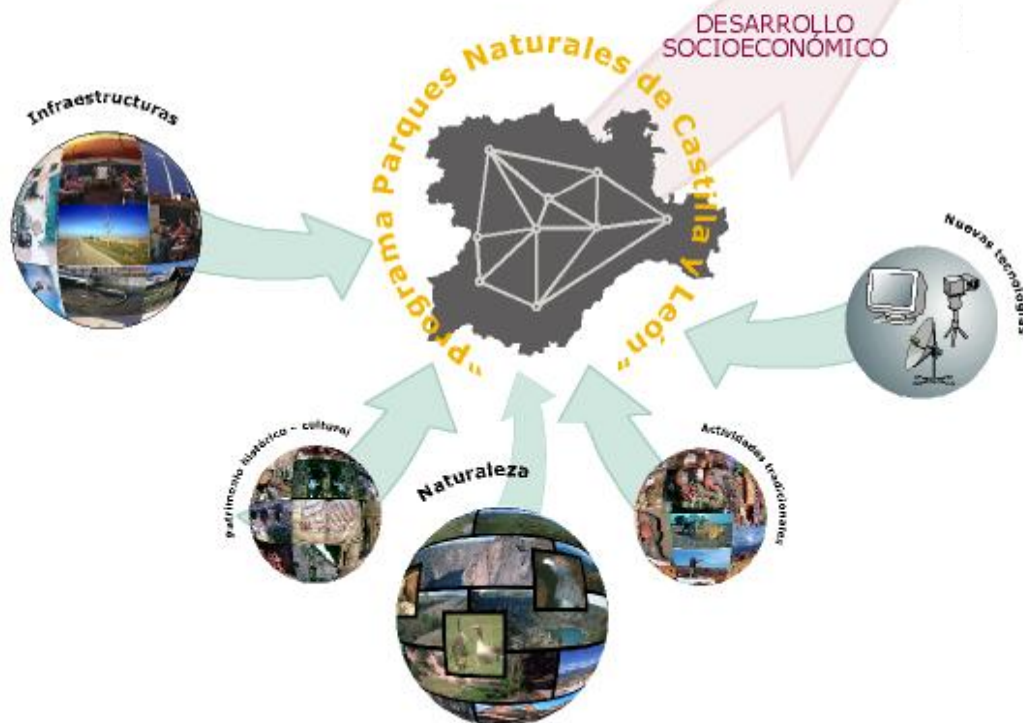 DESARROLLO
SOCIOECONÓMICO
"programa Parques Naturales de Castilla y León"
Infraestructuras
Nuevas tecnologías
Patrimonio histórico - cultural
Naturaleza
Actividades tradicionales